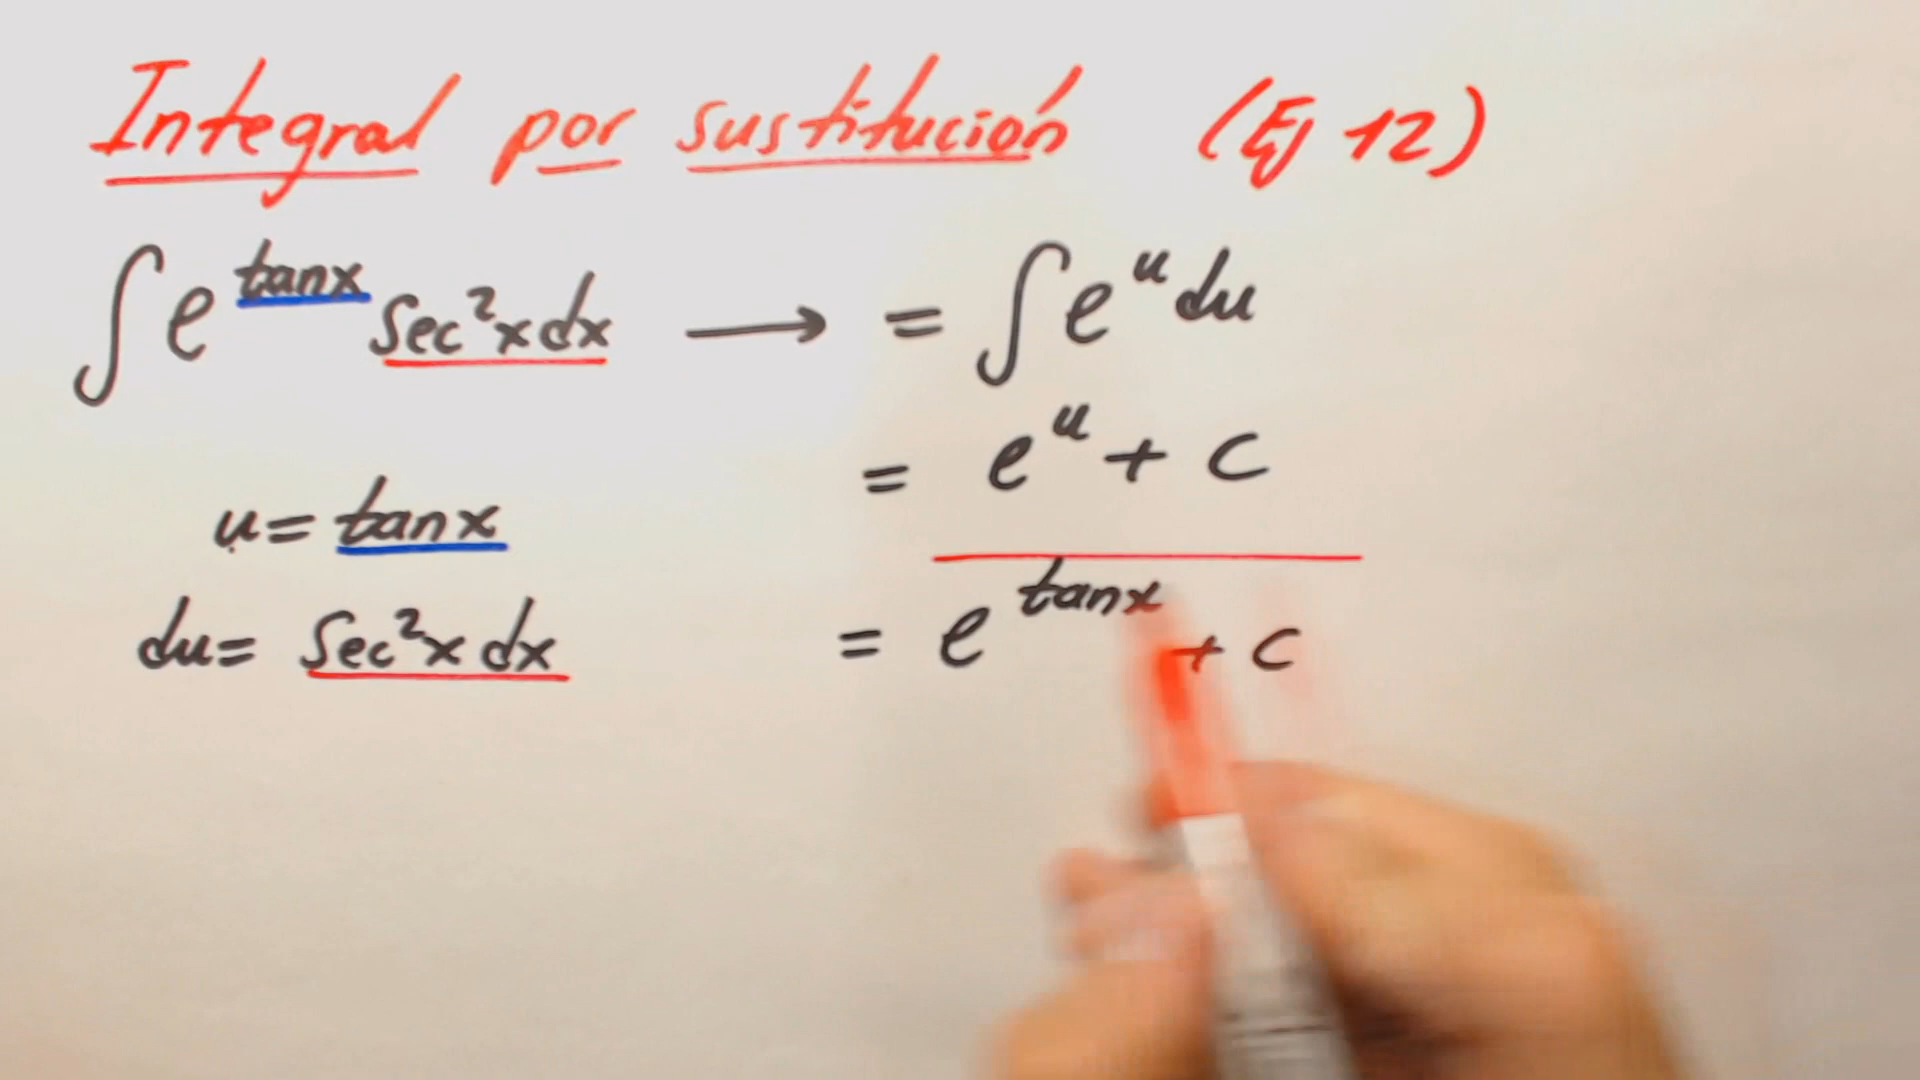 Integral por sustitución (Ej 12)
∫ e^tanx Sec²x dx → = ∫ e^u du
= e^u + c
u = tanx
du = Sec²x dx
= e^tanx + c